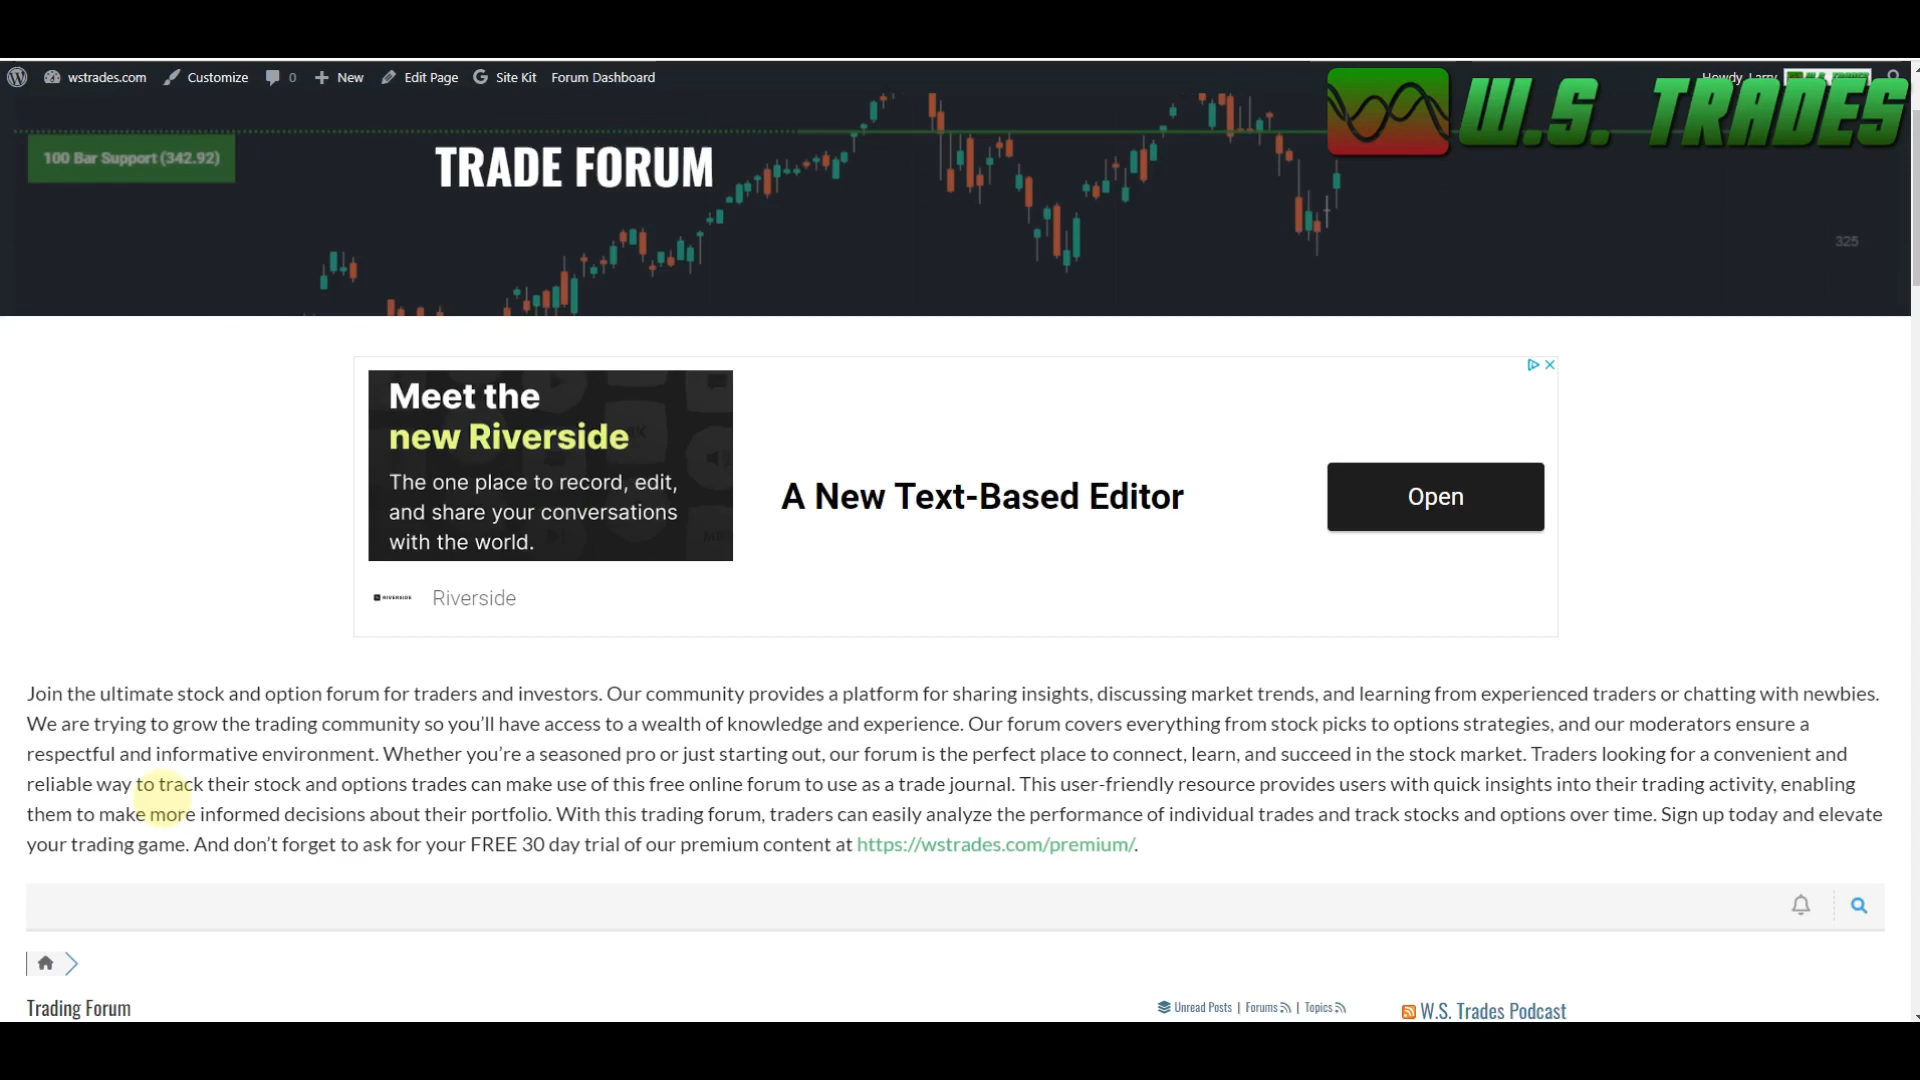 wstrades.com Customize 0 New Edit Page Site Kit Forum Dashboard Howdy, Larry
W.S. TRADES
100 Bar Support (342.92)
TRADE FORUM
325
Meet the
new Riverside
The one place to record, edit,
and share your conversations
with the world.
A New Text-Based Editor
Open
RIVERSIDE Riverside
Join the ultimate stock and option forum for traders and investors. Our community provides a platform for sharing insights, discussing market trends, and learning from experienced traders or chatting with newbies.
We are trying to grow the trading community so you'll have access to a wealth of knowledge and experience. Our forum covers everything from stock picks to options strategies, and our moderators ensure a
respectful and informative environment. Whether you're a seasoned pro or just starting out, our forum is the perfect place to connect, learn, and succeed in the stock market. Traders looking for a convenient and
reliable way to track their stock and options trades can make use of this free online forum to use as a trade journal. This user-friendly resource provides users with quick insights into their trading activity, enabling
them to make more informed decisions about their portfolio. With this trading forum, traders can easily analyze the performance of individual trades and track stocks and options over time. Sign up today and elevate
your trading game. And don't forget to ask for your FREE 30 day trial of our premium content at https://wstrades.com/premium/.
Trading Forum
Unread Posts | Forums | Topics
W.S. Trades Podcast